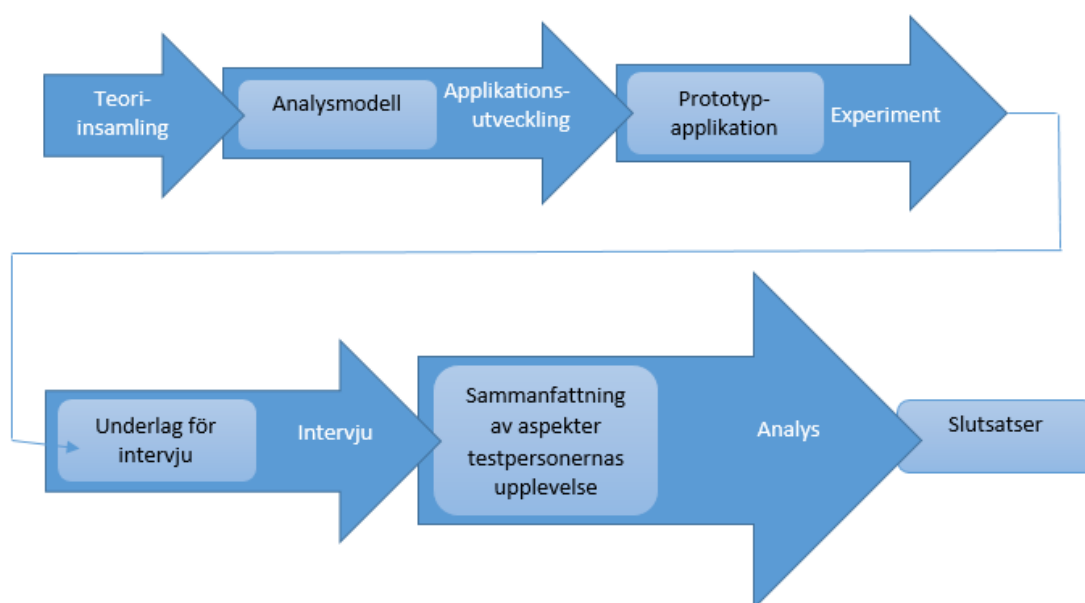 Teori-
insamling
Analysmodell
Applikations-
utveckling
Prototyp-
applikation
Experiment
Underlag för
intervju
Intervju
Sammanfattning
av aspekter
testpersonernas
upplevelse
Analys
Slutsatser